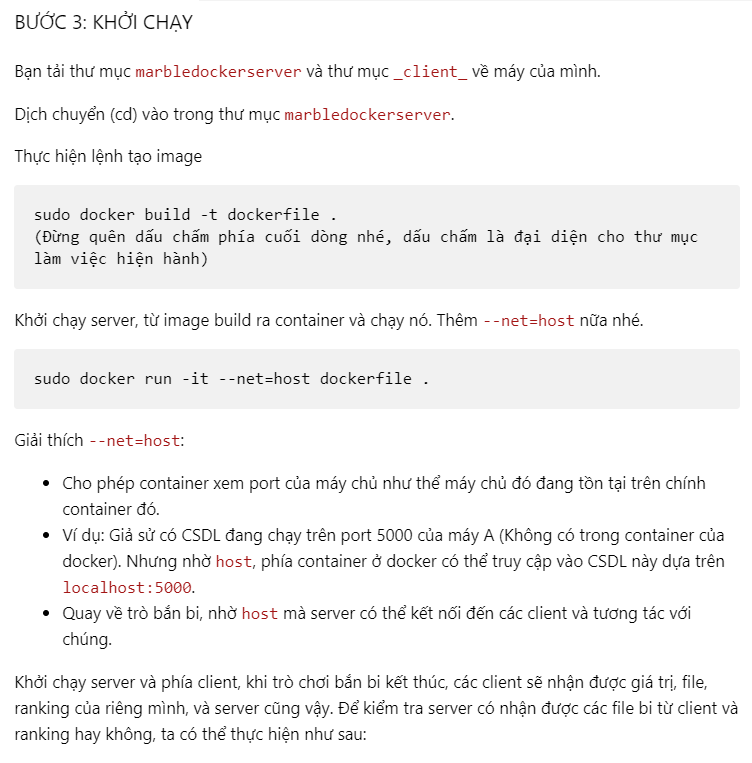 BƯỚC 3: KHỞI CHẠY
Bạn tải thư mục marbledockerserver và thư mục _client_ về máy của mình.
Dịch chuyển (cd) vào trong thư mục marbledockerserver.
Thực hiện lệnh tạo image
sudo docker build -t dockerfile .
(Đừng quên dấu chấm phía cuối dòng nhé, dấu chấm là đại diện cho thư mục
làm việc hiện hành)
Khởi chạy server, từ image build ra container và chạy nó. Thêm --net=host nữa nhé.
sudo docker run -it --net=host dockerfile .
Giải thích --net=host:
• Cho phép container xem port của máy chủ như thể máy chủ đó đang tồn tại trên chính
container đó.
• Ví dụ: Giả sử có CSDL đang chạy trên port 5000 của máy A (Không có trong container của
docker). Nhưng nhờ host, phía container ở docker có thể truy cập vào CSDL này dựa trên
localhost:5000.
• Quay về trò bắn bi, nhờ host mà server có thể kết nối đến các client và tương tác với
chúng.
Khởi chạy server và phía client, khi trò chơi bắn bi kết thúc, các client sẽ nhận được giá trị, file,
ranking của riêng mình, và server cũng vậy. Để kiểm tra server có nhận được các file bi từ client và
ranking hay không, ta có thể thực hiện như sau: